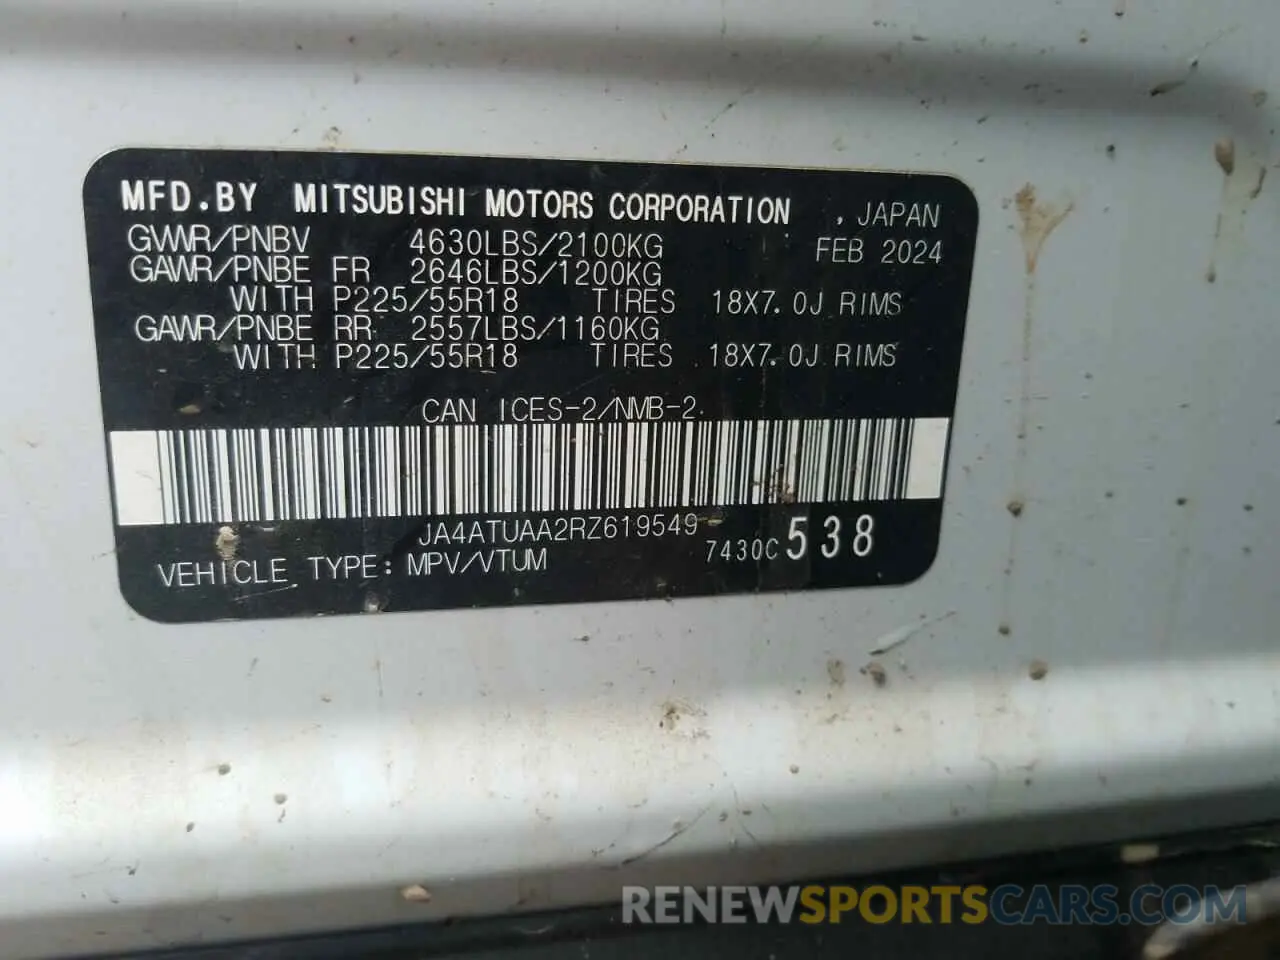 MFD.BY MITSUBISHI MOTORS CORPORATION , JAPAN
GVWR/PNBV 4630LBS/2100KG FEB 2024
GAWR/PNBE FR 2646LBS/1200KG
WITH P225/55R18 TIRES 18X7.0J RIMS
GAWR/PNBE RR 2557LBS/1160KG
WITH P225/55R18 TIRES 18X7.0J RIMS
CAN ICES-2/NMB-2
JA4ATUAA2RZ619549
7430C 538
VEHICLE TYPE: MPV/VTUM
RENEWSPORTSCARS.COM